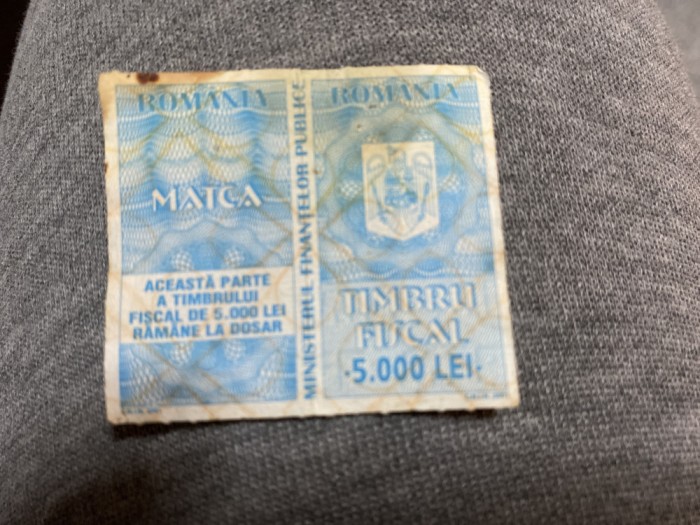 ROMÂNIA
MATCA
ACEASTĂ PARTE
A TIMBRULUI
FISCAL DE 5.000 LEI
RĂMÂNE LA DOSAR
MINISTERUL FINANȚELOR PUBLICE
ROMÂNIA
TIMBRU
FISCAL
·5.000 LEI·